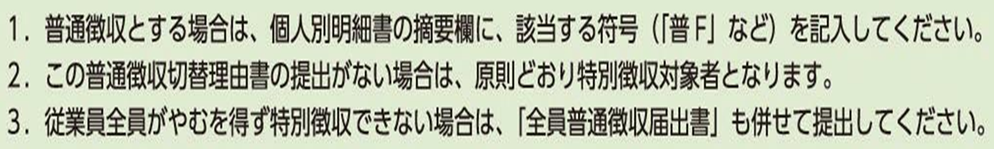 1．普通徴収とする場合は、個人別明細書の摘要欄に、該当する符号（「普F」など）を記入してください。
2．この普通徴収切替理由書の提出がない場合は、原則どおり特別徴収対象者となります。
3．従業員全員がやむを得ず特別徴収できない場合は、「全員普通徴収届出書」も併せて提出してください。